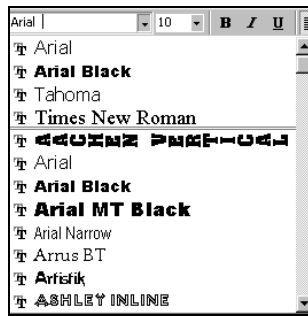 Arial 10 B I U
Arial
Arial Black
Tahoma
Times New Roman
AACHEN VERTICAL
Arial
Arial Black
Arial MT Black
Arial Narrow
Arrus BT
Artistik
ASHLEY INLINE